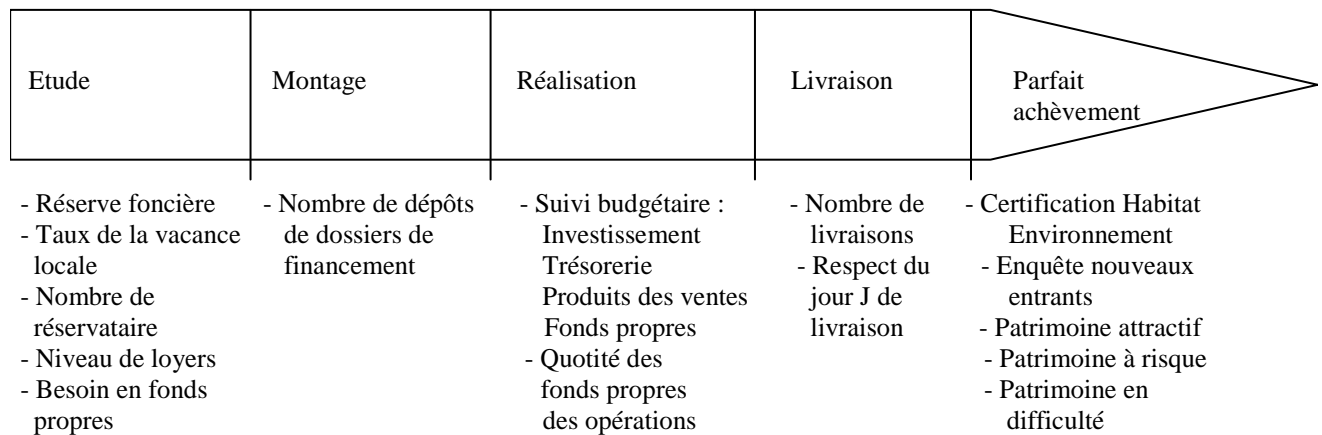 Etude
Montage
Réalisation
Livraison
Parfait
achèvement
- Réserve foncière
- Taux de la vacance
locale
- Nombre de
réservataire
- Niveau de loyers
- Besoin en fonds
propres
- Nombre de dépôts
de dossiers de
financement
- Suivi budgétaire :
Investissement
Trésorerie
Produits des ventes
Fonds propres
- Quotité des
fonds propres
des opérations
- Nombre de
livraisons
- Respect du
jour J de
livraison
- Certification Habitat
Environnement
- Enquête nouveaux
entrants
- Patrimoine attractif
- Patrimoine à risque
- Patrimoine en
difficulté